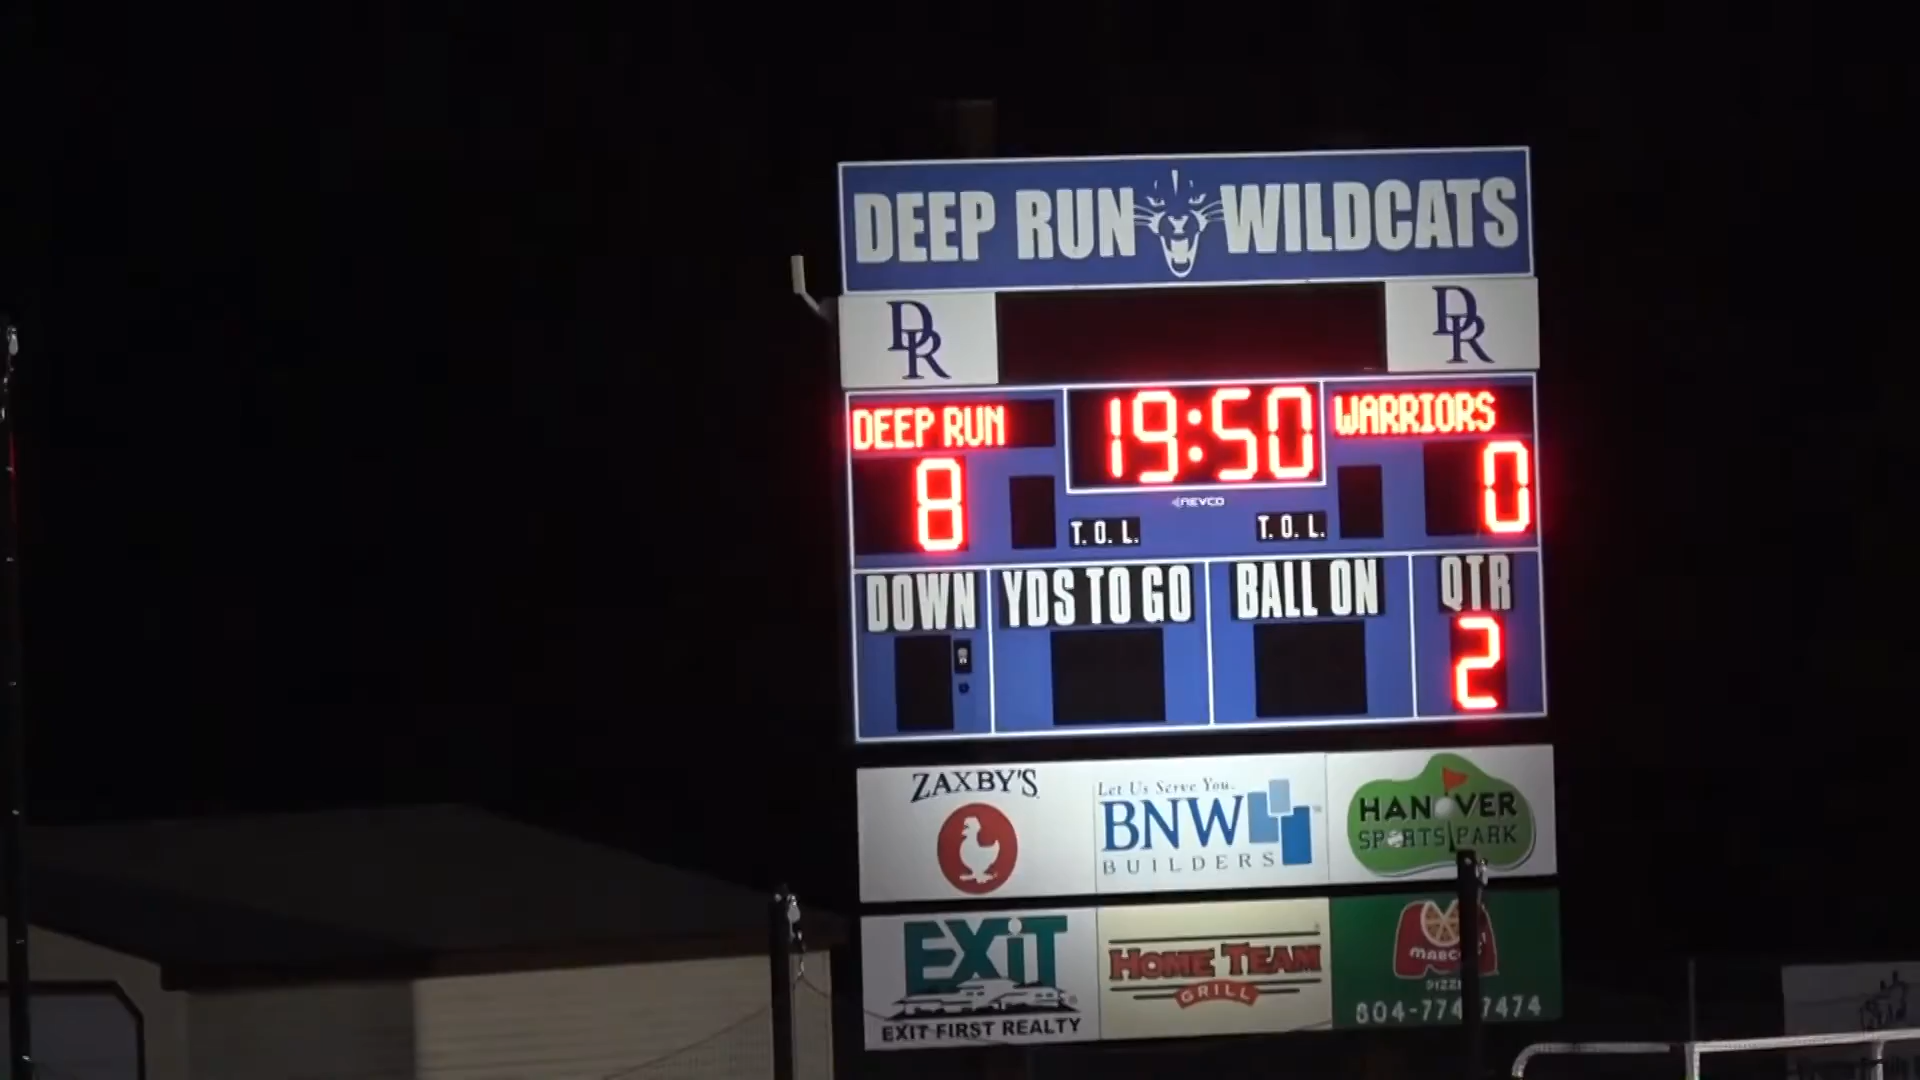 DEEP RUN WILDCATS
DR DR
DEEP RUN 19:50 WARRIORS
8 0
NEVCO
T. O. L. T. O. L.
DOWN YDS TO GO BALL ON QTR
2
ZAXBY'S
Let Us Serve You.
BNW
BUILDERS
HANOVER
SPORTS PARK
EXIT
EXIT FIRST REALTY
HOME TEAM
GRILL
804-774-7474